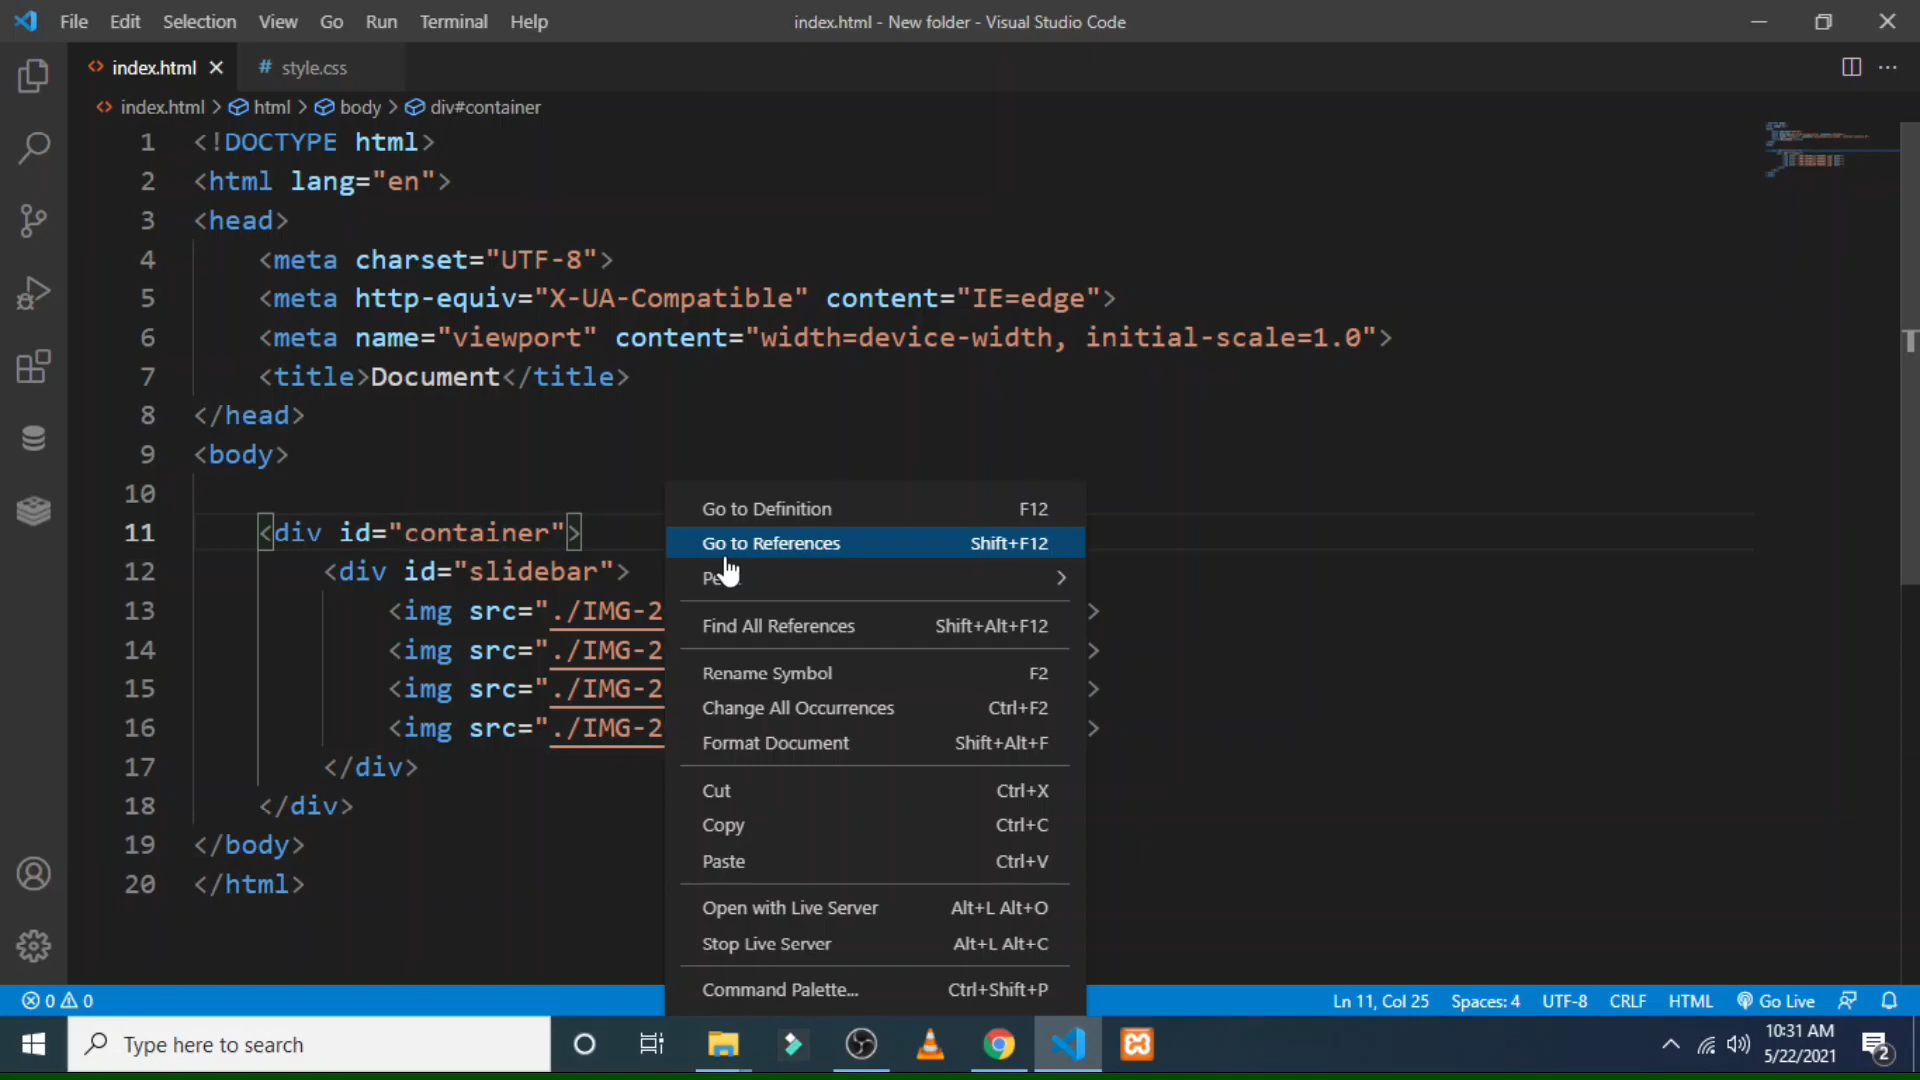 File Edit Selection View Go Run Terminal Help index.html - New folder - Visual Studio Code
index.html # style.css
index.html > html > body > div#container
1 <!DOCTYPE html>
2 <html lang="en">
3 <head>
4 <meta charset="UTF-8">
5 <meta http-equiv="X-UA-Compatible" content="IE=edge">
6 <meta name="viewport" content="width=device-width, initial-scale=1.0">
7 <title>Document</title>
8 </head>
9 <body>
10
11 <div id="container">
12 <div id="slidebar">
13 <img src="./IMG-2 >
14 <img src="./IMG-2 >
15 <img src="./IMG-2 >
16 <img src="./IMG-2 >
17 </div>
18 </div>
19 </body>
20 </html>
Go to Definition F12
Go to References Shift+F12
Find All References Shift+Alt+F12
Rename Symbol F2
Change All Occurrences Ctrl+F2
Format Document Shift+Alt+F
Cut Ctrl+X
Copy Ctrl+C
Paste Ctrl+V
Open with Live Server Alt+L Alt+O
Stop Live Server Alt+L Alt+C
Command Palette... Ctrl+Shift+P
0 0 Ln 11, Col 25 Spaces: 4 UTF-8 CRLF HTML Go Live
Type here to search
10:31 AM
5/22/2021
2